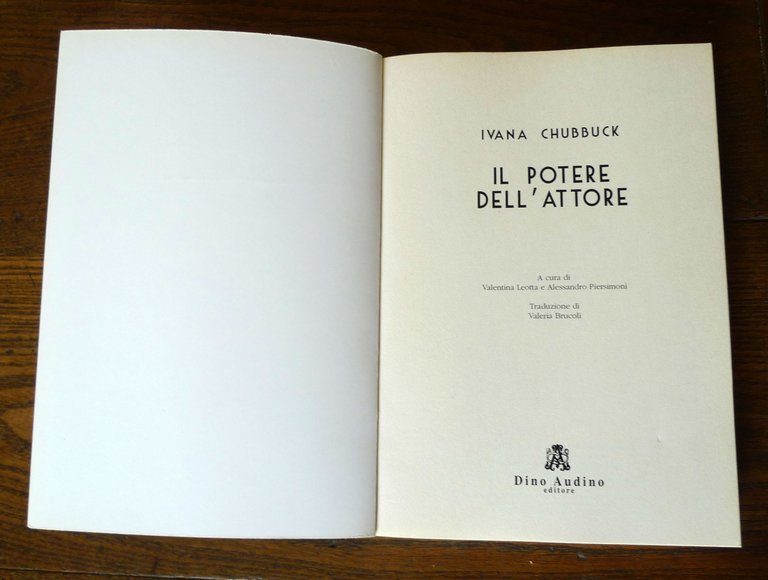 IVANA CHUBBUCK
IL POTERE
DELL'ATTORE
A cura di
Valentina Leotta e Alessandro Piersimoni
Traduzione di
Valeria Brucoli
Dino Audino
editore